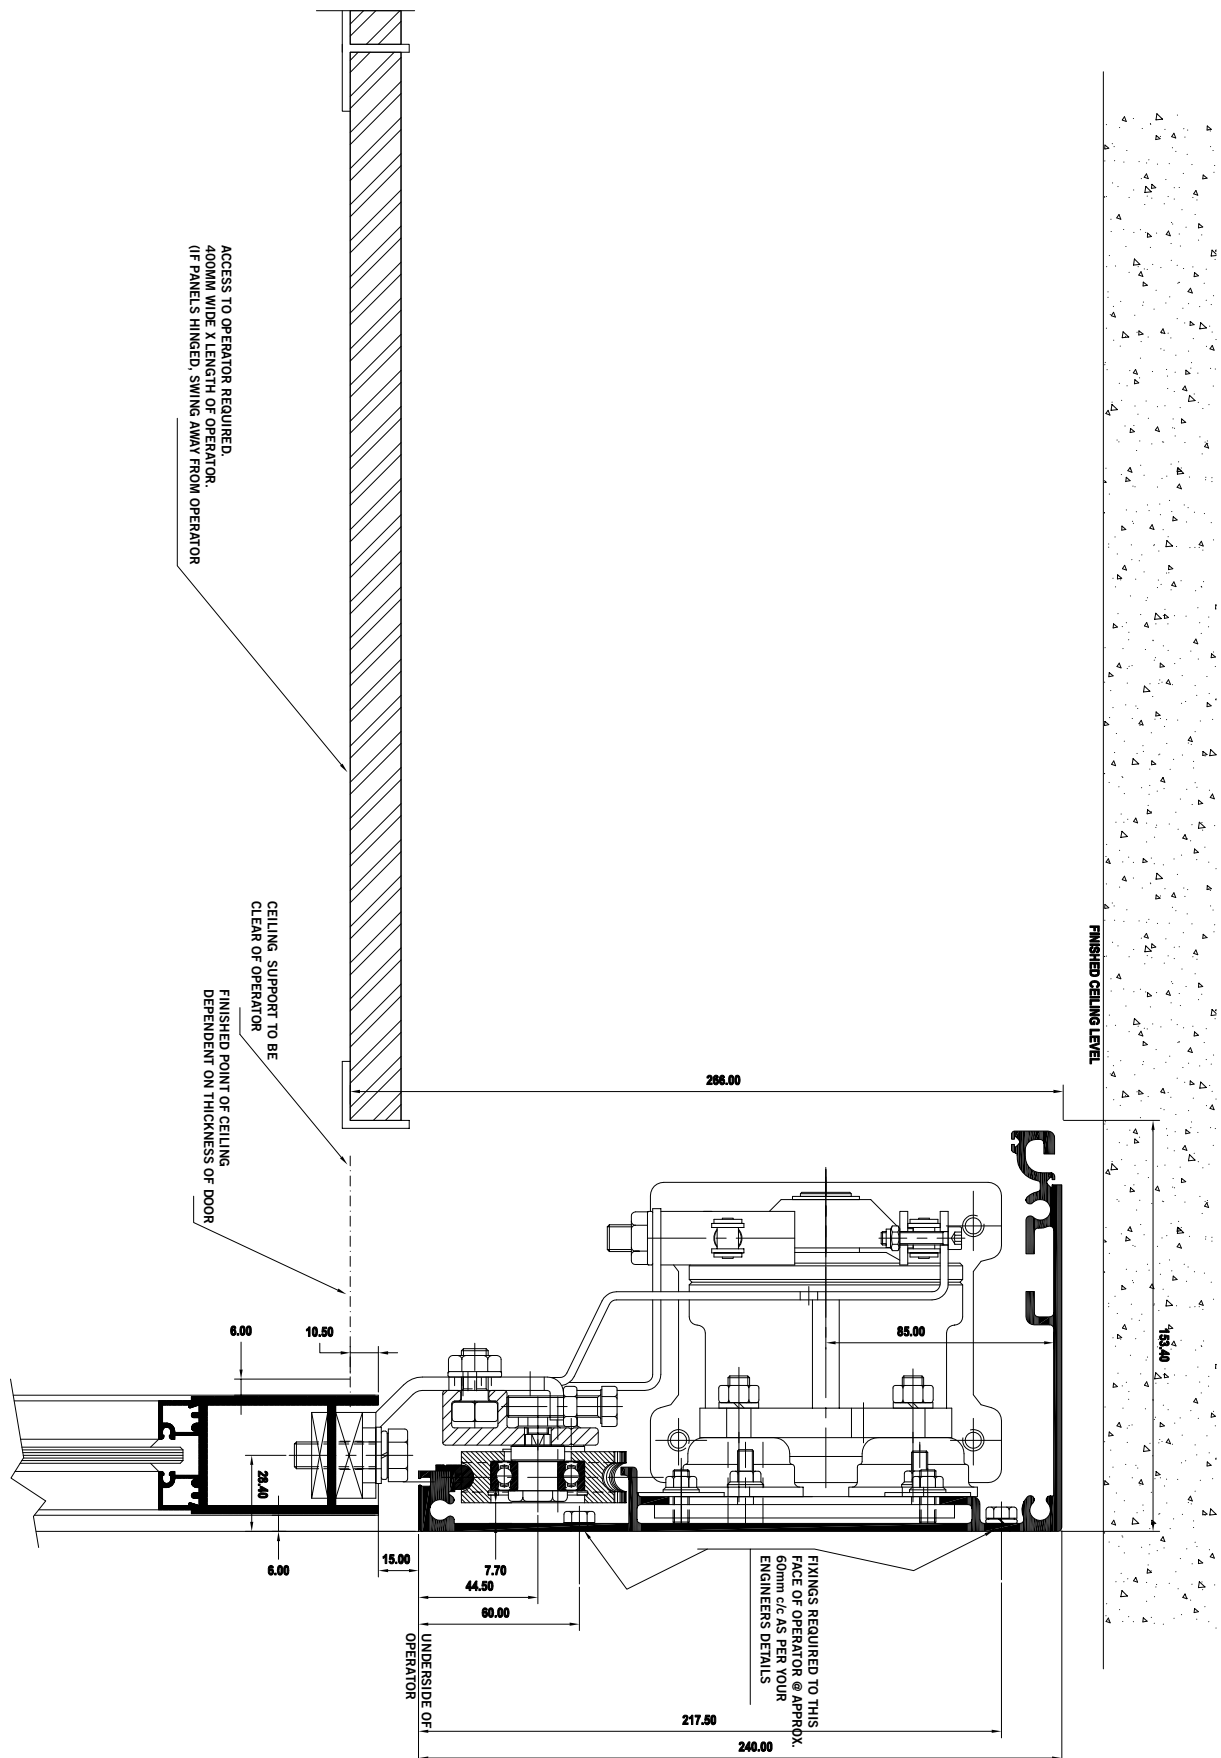 FINISHED CEILING LEVEL
ACCESS TO OPERATOR REQUIRED.
400MM WIDE X LENGTH OF OPERATOR.
(IF PANELS HINGED, SWING AWAY FROM OPERATOR
CEILING SUPPORT TO BE
CLEAR OF OPERATOR
FINISHED POINT OF CEILING
DEPENDENT ON THICKNESS OF DOOR
266.00
153.40
85.00
6.00
10.50
28.40
6.00
15.00
7.70
44.50
60.00
UNDERSIDE OF
OPERATOR
FIXINGS REQUIRED TO THIS
FACE OF OPERATOR @ APPROX.
60mm c/c AS PER YOUR
ENGINEERS DETAILS
217.50
240.00